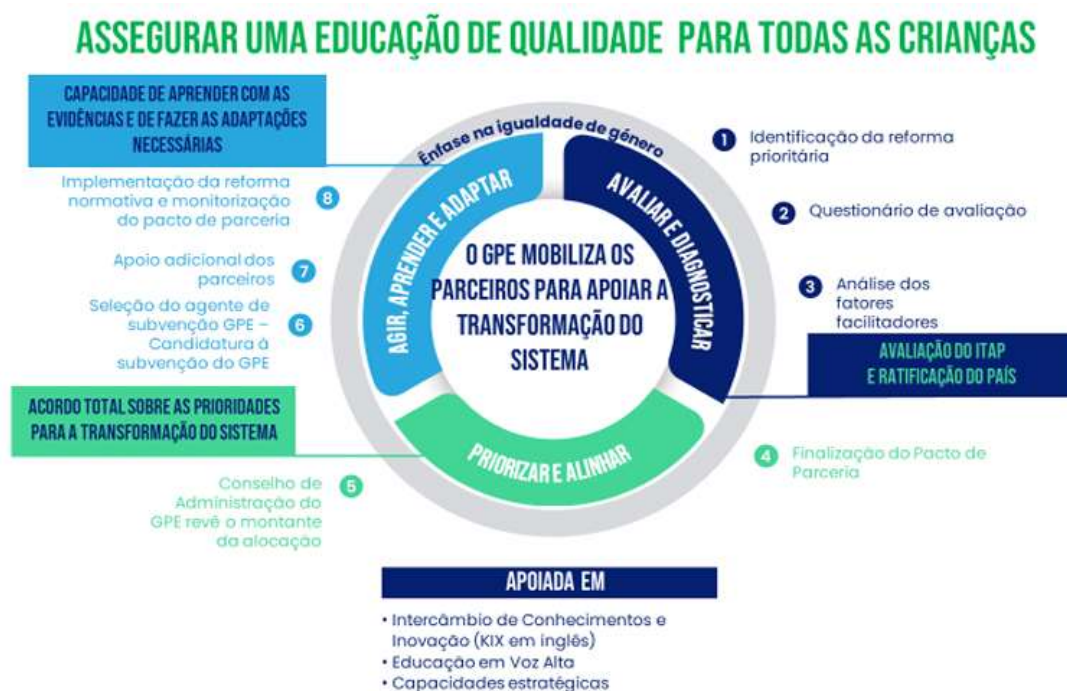 ASSEGURAR UMA EDUCAÇÃO DE QUALIDADE PARA TODAS AS CRIANÇAS
CAPACIDADE DE APRENDER COM AS
EVIDÊNCIAS E DE FAZER AS ADAPTAÇÕES
NECESSÁRIAS
Ênfase na igualdade de género
1 Identificação da reforma
prioritária
2 Questionário de avaliação
3 Análise dos
fatores
facilitadores
AVALIAR E DIAGNOSTICAR
AVALIAÇÃO DO ITAP
E RATIFICAÇÃO DO PAÍS
O GPE MOBILIZA OS
PARCEIROS PARA APOIAR A
TRANSFORMAÇÃO DO
SISTEMA
4 Finalização do Pacto de
Parceria
PRIORIZAR E ALINHAR
ACORDO TOTAL SOBRE AS PRIORIDADES
PARA A TRANSFORMAÇÃO DO SISTEMA
Conselho de 5
Administração do
GPE revê o montante
da alocação
AGIR, APRENDER E ADAPTAR
Implementação da reforma
normativa e monitorização 8
do pacto de parceria
Apoio adicional dos
parceiros 7
Seleção do agente de
subvenção GPE – 6
Candidatura à
subvenção do GPE
APOIADA EM
• Intercâmbio de Conhecimentos e
Inovação (KIX em inglês)
• Educação em Voz Alta
• Capacidades estratégicas